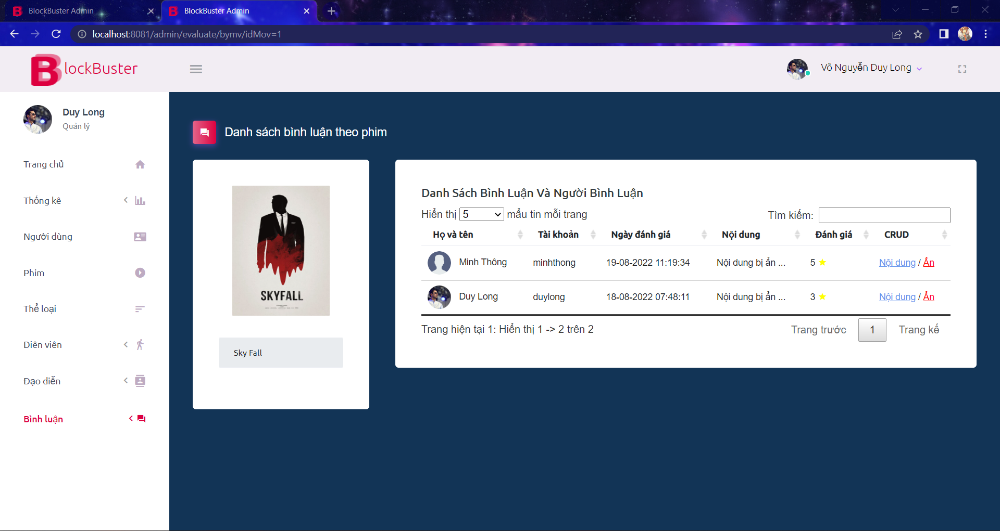 BlockBuster Admin
BlockBuster Admin
localhost:8081/admin/evaluate/bymv/idMov=1
BlockBuster
Võ Nguyễn Duy Long
Duy Long
Quản lý
Trang chủ
Thống kê
Người dùng
Phim
Thể loại
Diên viên
Đạo diễn
Bình luận
Danh sách bình luận theo phim
SKYFALL
Sky Fall
Danh Sách Bình Luận Và Người Bình Luận
Hiển thị 5 mẩu tin mỗi trang
Tìm kiếm:
Họ và tên Tài khoản Ngày đánh giá Nội dung Đánh giá CRUD
Minh Thông minhthong 19-08-2022 11:19:34 Nội dung bị ẩn ... 5 ★ Nội dung / Ẩn
Duy Long duylong 18-08-2022 07:48:11 Nội dung bị ẩn ... 3 ★ Nội dung / Ẩn
Trang hiện tại 1: Hiển thị 1 -> 2 trên 2
Trang trước 1 Trang kế